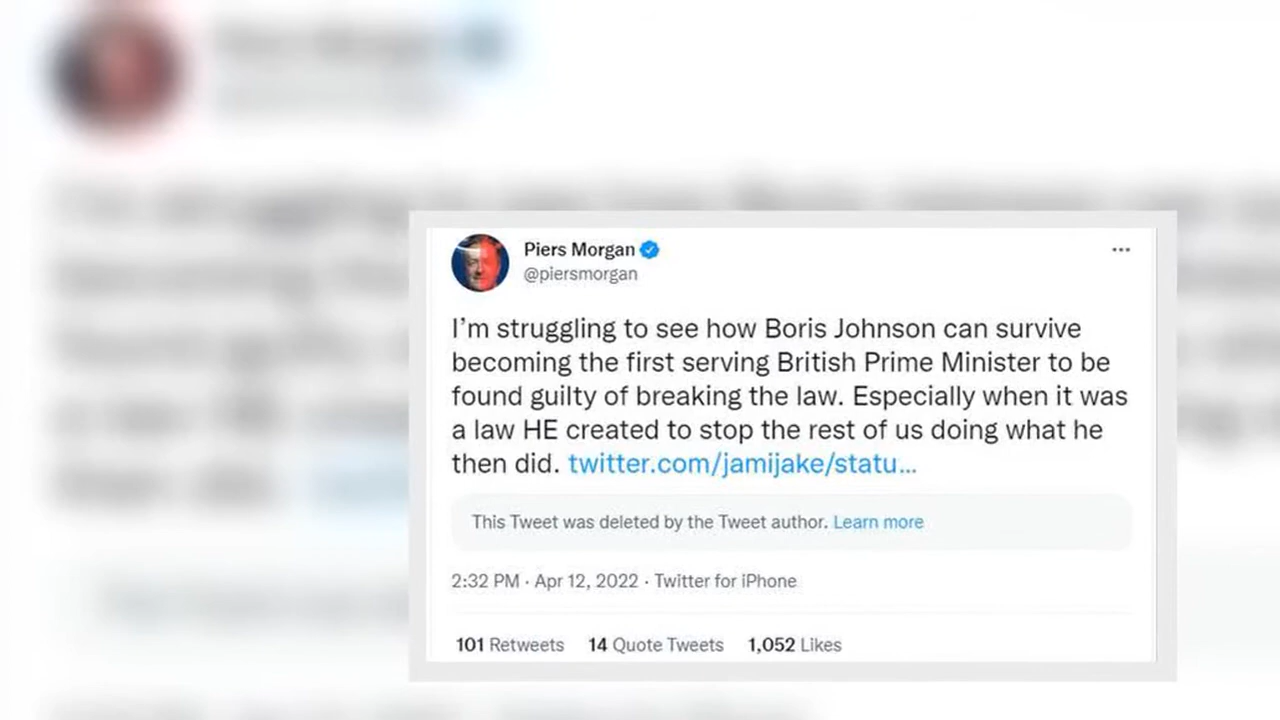 Piers Morgan
@piersmorgan
I’m struggling to see how Boris Johnson can survive
becoming the first serving British Prime Minister to be
found guilty of breaking the law. Especially when it was
a law HE created to stop the rest of us doing what he
then did. twitter.com/jamijake/statu...
This Tweet was deleted by the Tweet author. Learn more
2:32 PM · Apr 12, 2022 · Twitter for iPhone
101 Retweets 14 Quote Tweets 1,052 Likes